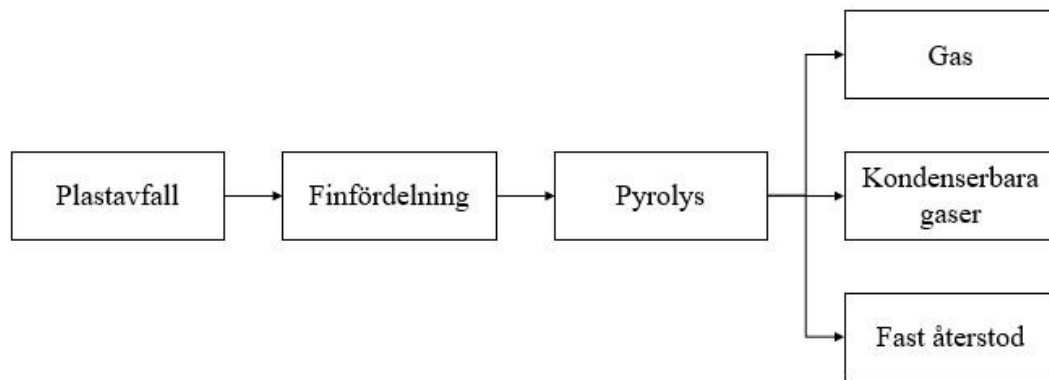 Plastavfall
Finfördelning
Pyrolys
Gas
Kondenserbara
gaser
Fast återstod